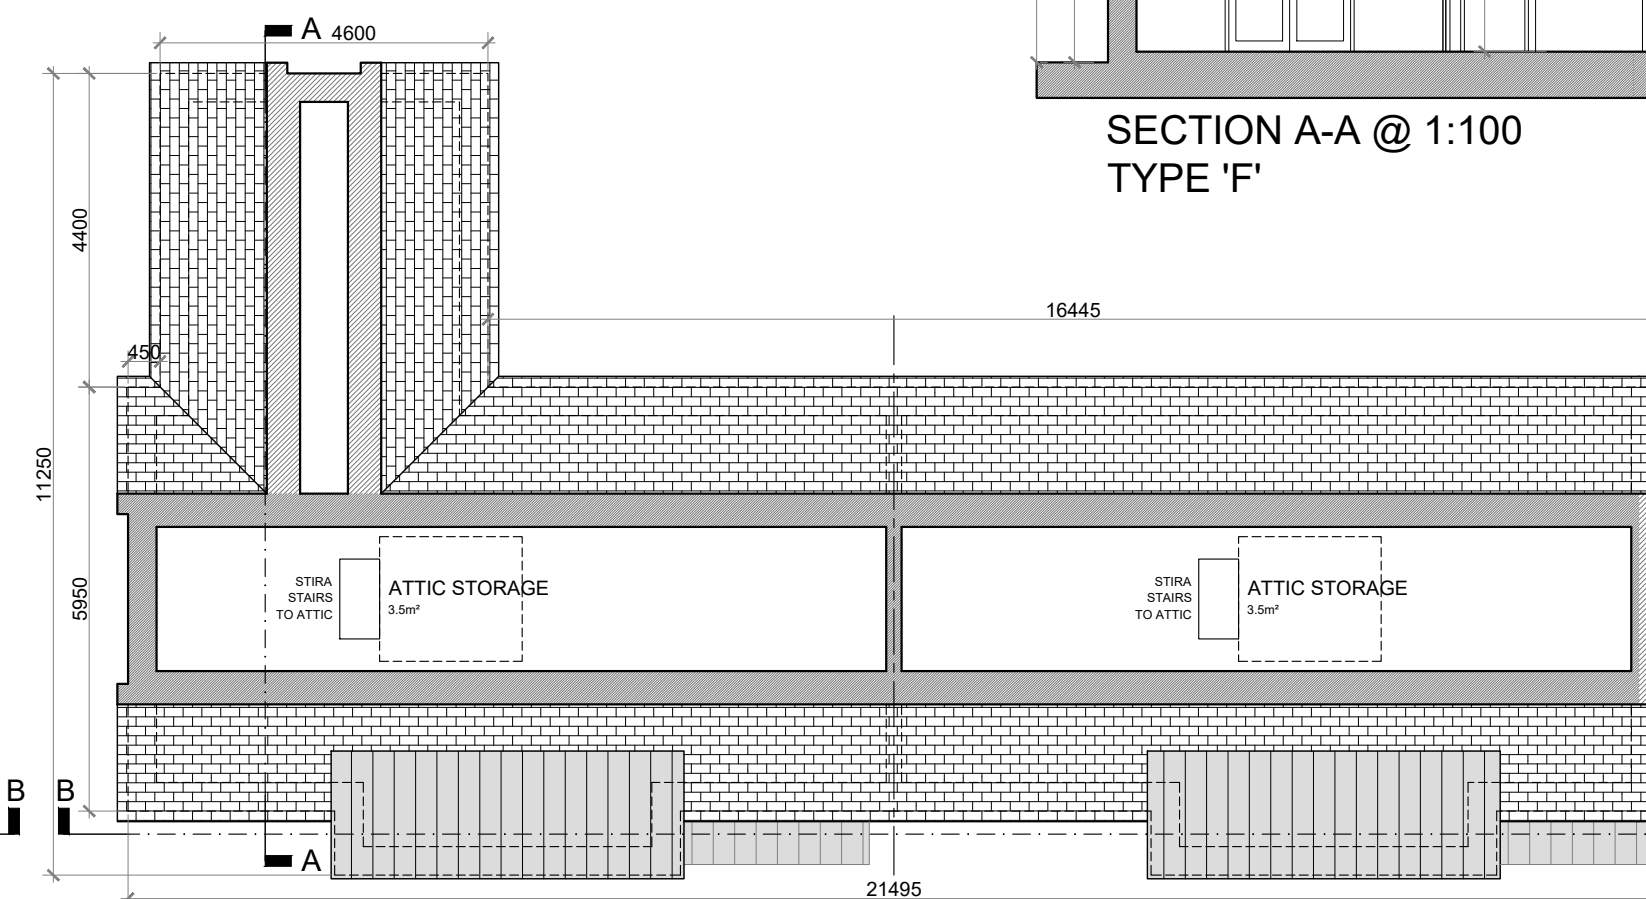 A
4600
SECTION A-A @ 1:100
TYPE 'F'
4400
16445
450
11250
5950
STIRA
STAIRS
TO ATTIC
ATTIC STORAGE
3.5m²
STIRA
STAIRS
TO ATTIC
ATTIC STORAGE
3.5m²
B
B
A
21495